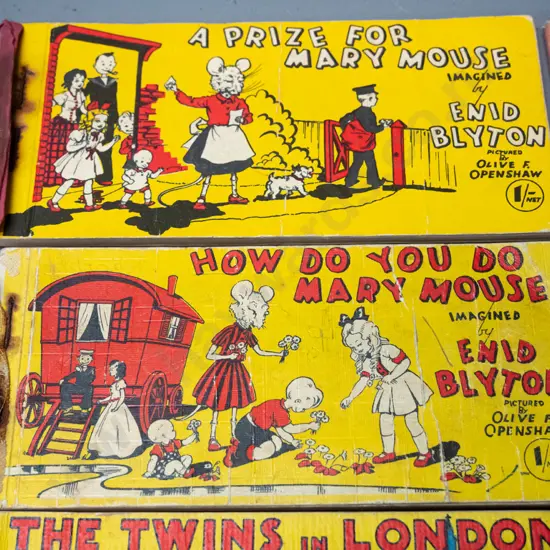 A PRIZE FOR
MARY MOUSE
IMAGINED
by
ENID
BLYTON
PICTURED
BY
OLIVE F.
OPENSHAW
1/-
NET
HOW DO YOU DO
MARY MOUSE
IMAGINED
by
ENID
BLYTON
PICTURED
BY
OLIVE F.
OPENSHAW
1/-
THE TWINS IN LONDON